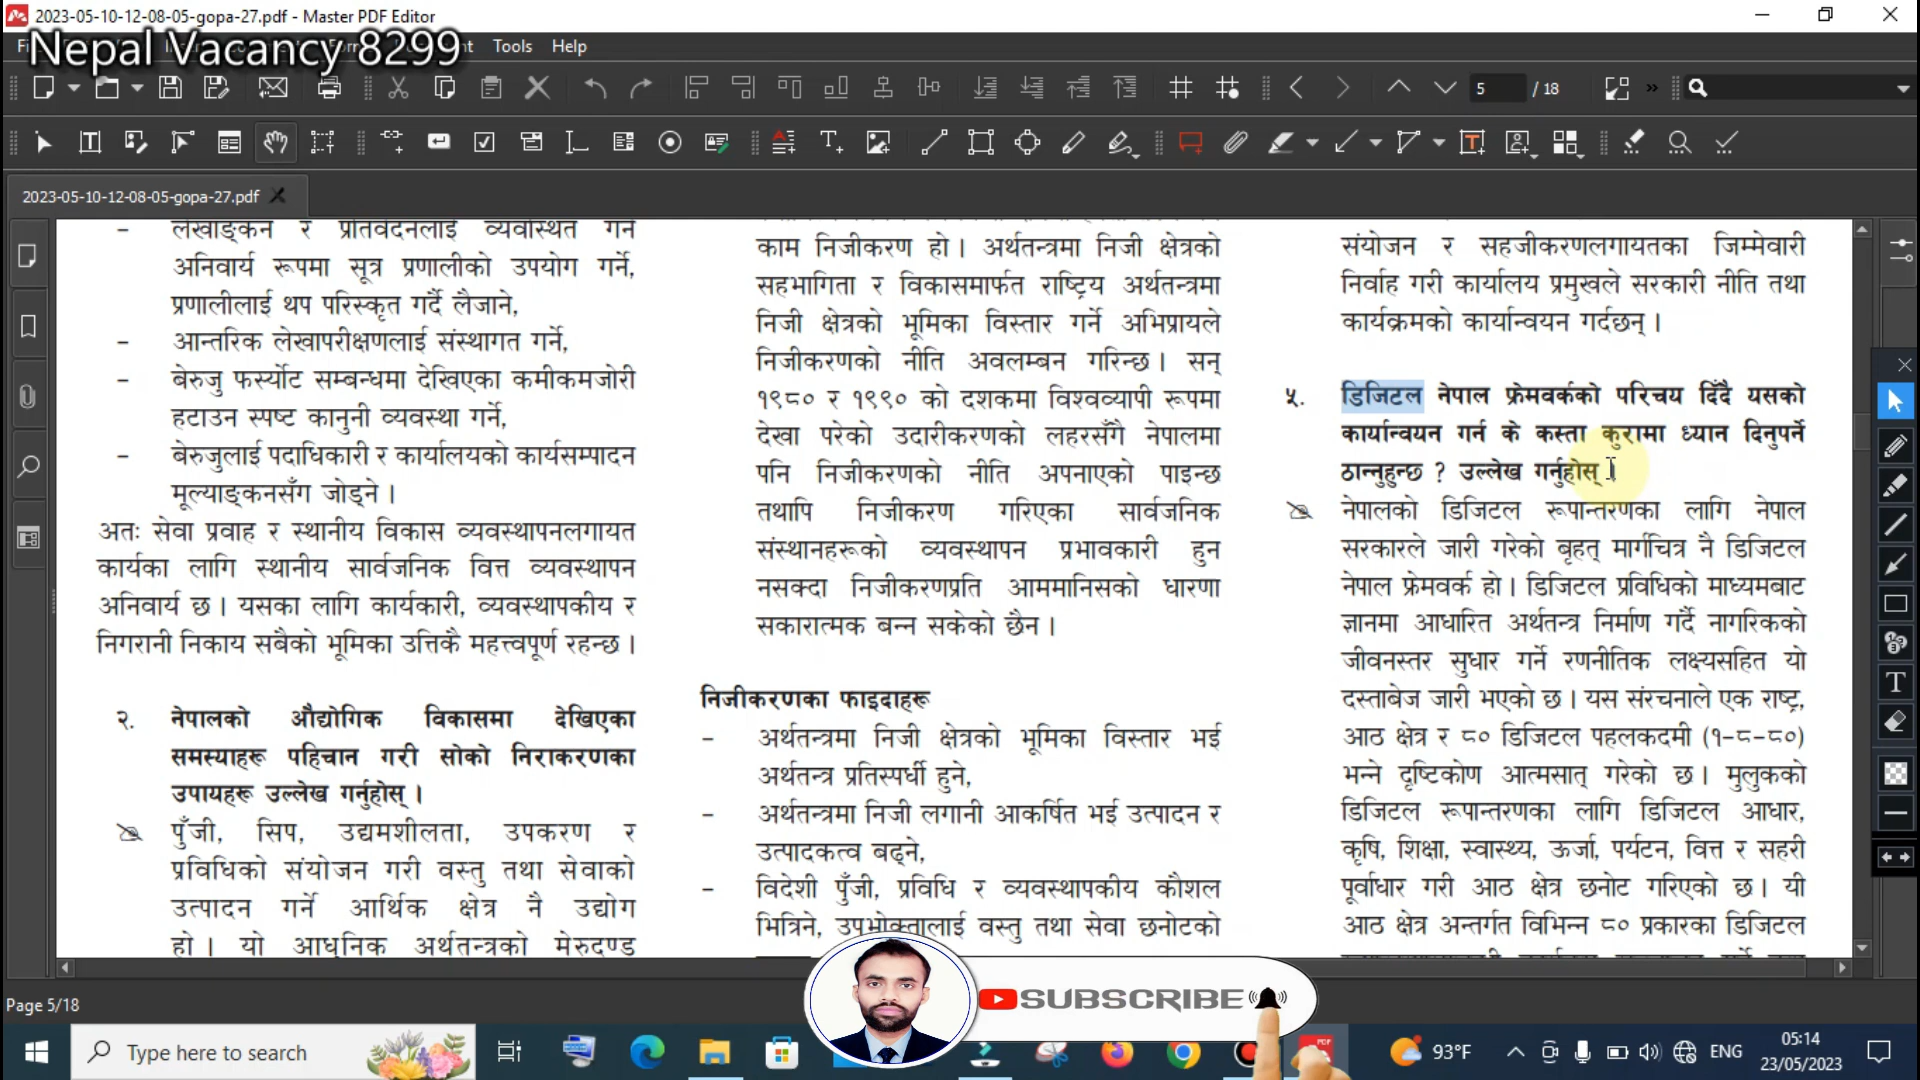 2023-05-10-12-08-05-gopa-27.pdf - Master PDF Editor
Nepal Vacancy 8299
Tools Help
5 / 18
2023-05-10-12-08-05-gopa-27.pdf
लेखाङ्कन र प्रतिवेदनलाई व्यवस्थित गर्न
अनिवार्य रूपमा सूत्र प्रणालीको उपयोग गर्ने,
प्रणालीलाई थप परिस्कृत गर्दै लैजाने,
- आन्तरिक लेखापरीक्षणलाई संस्थागत गर्ने,
- बेरुजु फर्स्योट सम्बन्धमा देखिएका कमीकमजोरी
हटाउन स्पष्ट कानुनी व्यवस्था गर्ने,
- बेरुजुलाई पदाधिकारी र कार्यालयको कार्यसम्पादन
मूल्याङ्कनसँग जोड्ने ।
अतः सेवा प्रवाह र स्थानीय विकास व्यवस्थापनलगायत
कार्यका लागि स्थानीय सार्वजनिक वित्त व्यवस्थापन
अनिवार्य छ । यसका लागि कार्यकारी, व्यवस्थापकीय र
निगरानी निकाय सबैको भूमिका उत्तिकै महत्त्वपूर्ण रहन्छ ।
२. नेपालको औद्योगिक विकासमा देखिएका
समस्याहरू पहिचान गरी सोको निराकरणका
उपायहरू उल्लेख गर्नुहोस् ।
पुँजी, सिप, उद्यमशीलता, उपकरण र
प्रविधिको संयोजन गरी वस्तु तथा सेवाको
उत्पादन गर्ने आर्थिक क्षेत्र नै उद्योग
हो । यो आधुनिक अर्थतन्त्रको मेरुदण्ड
काम निजीकरण हो । अर्थतन्त्रमा निजी क्षेत्रको
सहभागिता र विकासमार्फत राष्ट्रिय अर्थतन्त्रमा
निजी क्षेत्रको भूमिका विस्तार गर्ने अभिप्रायले
निजीकरणको नीति अवलम्बन गरिन्छ । सन्
१९८० र १९९० को दशकमा विश्वव्यापी रूपमा
देखा परेको उदारीकरणको लहरसँगै नेपालमा
पनि निजीकरणको नीति अपनाएको पाइन्छ
तथापि निजीकरण गरिएका सार्वजनिक
संस्थानहरूको व्यवस्थापन प्रभावकारी हुन
नसक्दा निजीकरणप्रति आममानिसको धारणा
सकारात्मक बन्न सकेको छैन ।
निजीकरणका फाइदाहरू
- अर्थतन्त्रमा निजी क्षेत्रको भूमिका विस्तार भई
अर्थतन्त्र प्रतिस्पर्धी हुने,
- अर्थतन्त्रमा निजी लगानी आकर्षित भई उत्पादन र
उत्पादकत्व बढ्ने,
- विदेशी पुँजी, प्रविधि र व्यवस्थापकीय कौशल
भित्रिने, उपभोक्तालाई वस्तु तथा सेवा छनोटको
संयोजन र सहजीकरणलगायतका जिम्मेवारी
निर्वाह गरी कार्यालय प्रमुखले सरकारी नीति तथा
कार्यक्रमको कार्यान्वयन गर्दछन् ।
५. डिजिटल नेपाल फ्रेमवर्कको परिचय दिँदै यसको
कार्यान्वयन गर्न के कस्ता कुरामा ध्यान दिनुपर्ने
ठान्नुहुन्छ ? उल्लेख गर्नुहोस् ।
नेपालको डिजिटल रूपान्तरणका लागि नेपाल
सरकारले जारी गरेको बृहत् मार्गचित्र नै डिजिटल
नेपाल फ्रेमवर्क हो । डिजिटल प्रविधिको माध्यमबाट
ज्ञानमा आधारित अर्थतन्त्र निर्माण गर्दै नागरिकको
जीवनस्तर सुधार गर्ने रणनीतिक लक्ष्यसहित यो
दस्ताबेज जारी भएको छ । यस संरचनाले एक राष्ट्र,
आठ क्षेत्र र ८० डिजिटल पहलकदमी (१-८-८०)
भन्ने दृष्टिकोण आत्मसात् गरेको छ । मुलुकको
डिजिटल रूपान्तरणका लागि डिजिटल आधार,
कृषि, शिक्षा, स्वास्थ्य, ऊर्जा, पर्यटन, वित्त र सहरी
पूर्वाधार गरी आठ क्षेत्र छनोट गरिएको छ । यी
आठ क्षेत्र अन्तर्गत विभिन्न ८० प्रकारका डिजिटल
Page 5/18
SUBSCRIBE
Type here to search
93°F
ENG
05:14
23/05/2023